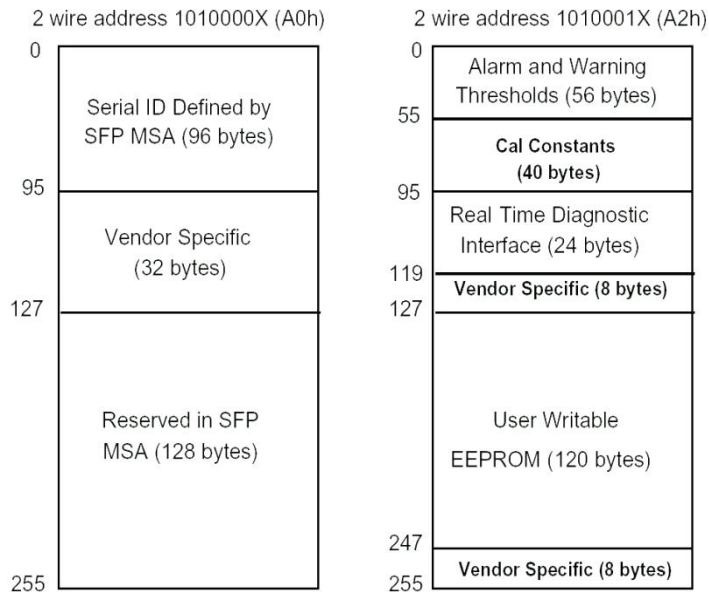 2 wire address 1010000X (A0h)
0
Serial ID Defined by
SFP MSA (96 bytes)
95
Vendor Specific
(32 bytes)
127
Reserved in SFP
MSA (128 bytes)
255
2 wire address 1010001X (A2h)
0
Alarm and Warning
Thresholds (56 bytes)
55
Cal Constants
(40 bytes)
95
Real Time Diagnostic
Interface (24 bytes)
119
Vendor Specific (8 bytes)
127
User Writable
EEPROM (120 bytes)
247
Vendor Specific (8 bytes)
255